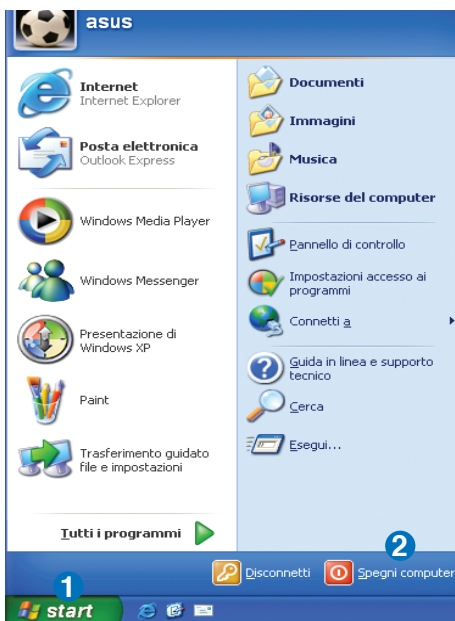 asus
Internet
Internet Explorer
Posta elettronica
Outlook Express
Windows Media Player
Windows Messenger
Presentazione di
Windows XP
Paint
Trasferimento guidato
file e impostazioni
Tutti i programmi
Documenti
Immagini
Musica
Risorse del computer
Pannello di controllo
Impostazioni accesso ai
programmi
Connetti a
Guida in linea e supporto
tecnico
Cerca
Esegui...
2
Disconnetti
Spegni computer
1
start